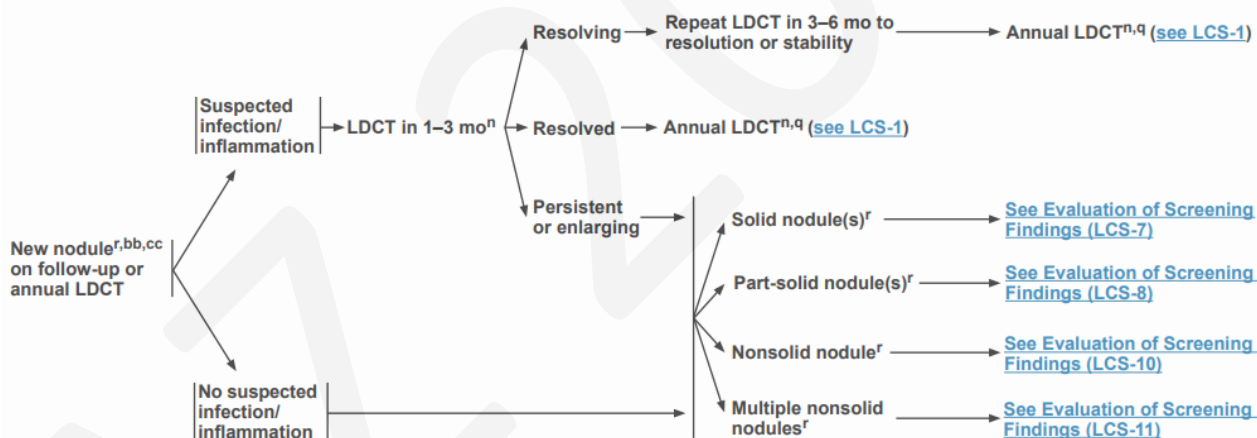 Resolving
Repeat LDCT in 3–6 mo to
resolution or stability
Annual LDCTn,q (see LCS-1)
Suspected
infection/
inflammation
LDCT in 1–3 mon
Resolved
Annual LDCTn,q (see LCS-1)
Persistent
or enlarging
New noduler,bb,cc
on follow-up or
annual LDCT
Solid nodule(s)r
See Evaluation of Screening
Findings (LCS-7)
Part-solid nodule(s)r
See Evaluation of Screening
Findings (LCS-8)
Nonsolid noduler
See Evaluation of Screening
Findings (LCS-10)
No suspected
infection/
inflammation
Multiple nonsolid
nodulesr
See Evaluation of Screening
Findings (LCS-11)